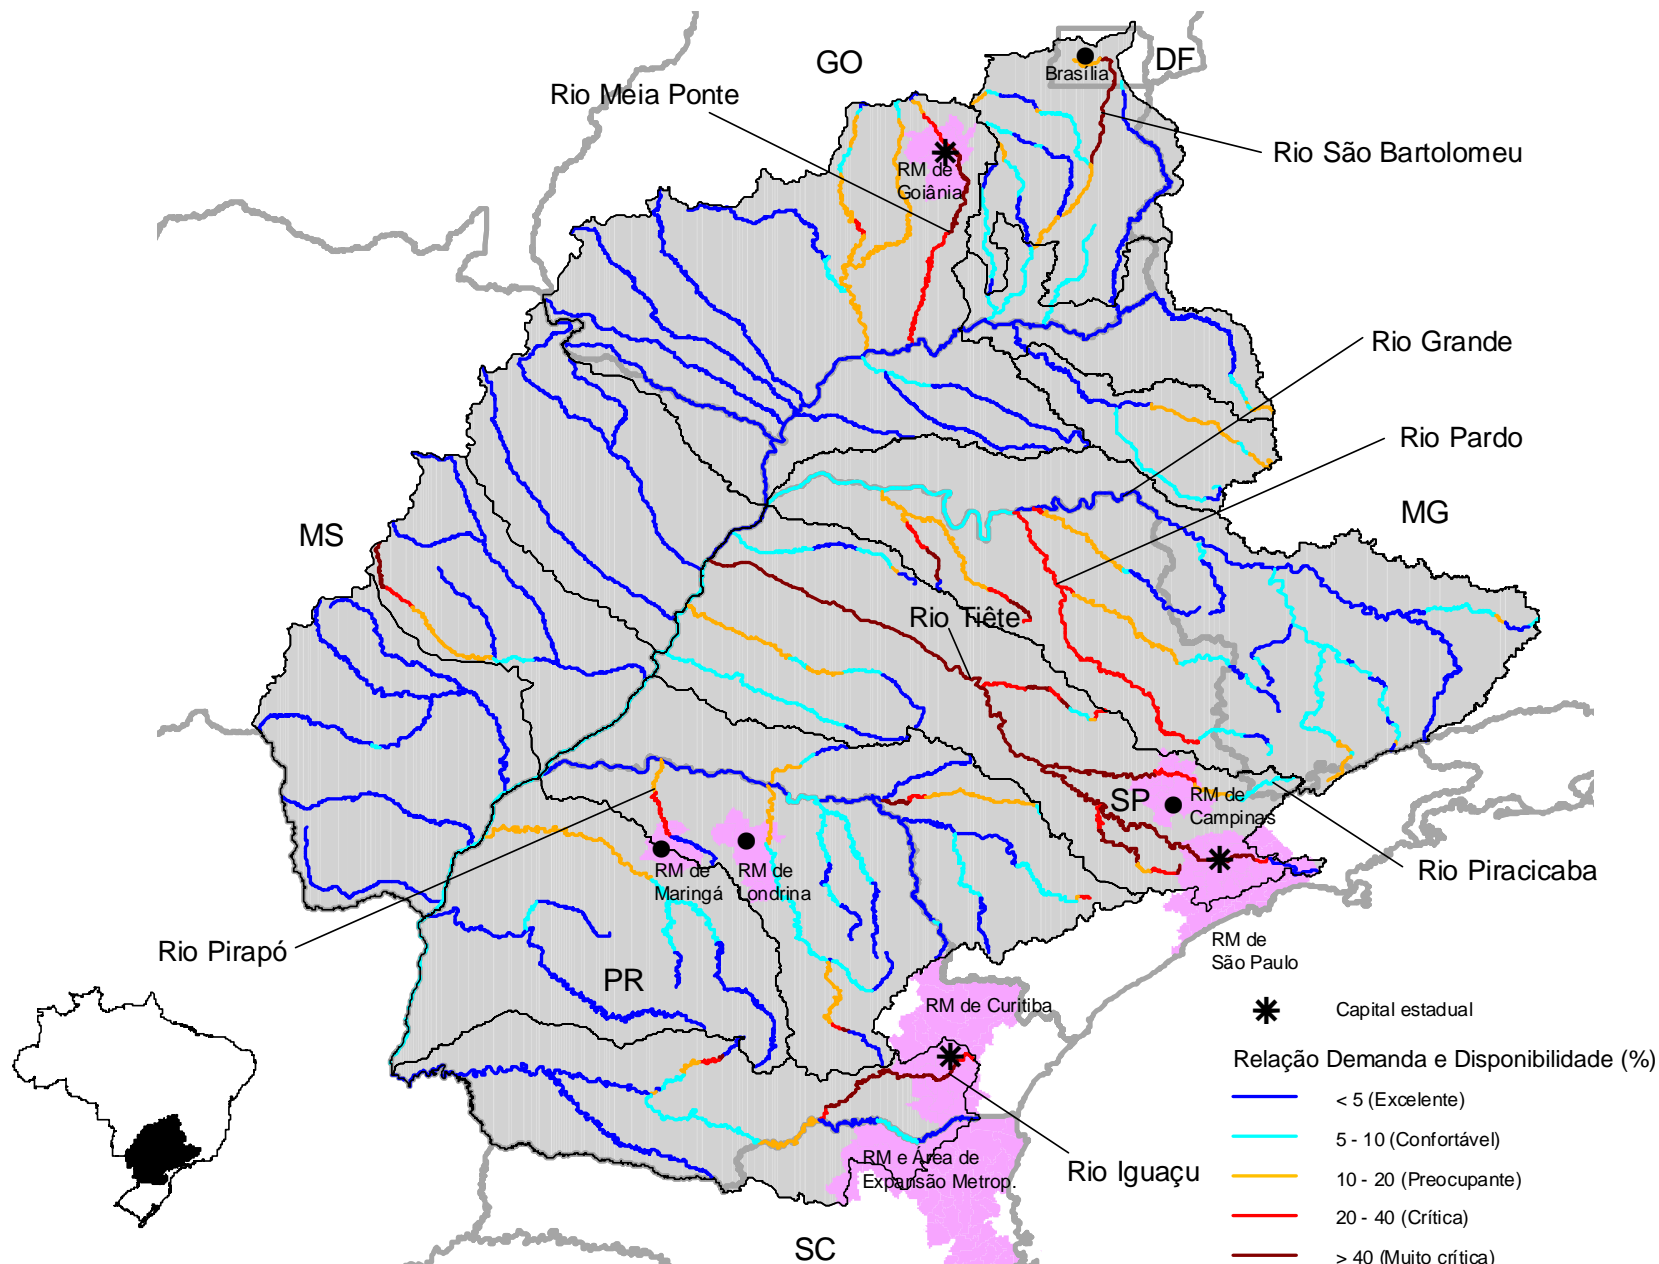 GO
DF
Brasília
Rio Meia Ponte
Rio São Bartolomeu
RM de
Goiânia
Rio Grande
Rio Pardo
MG
MS
Rio Tiête
SP
RM de
Campinas
Rio Piracicaba
RM de
Maringá
RM de
Londrina
Rio Pirapó
RM de
São Paulo
PR
RM de Curitiba
RM e Área de
Expansão Metrop.
Rio Iguaçu
SC
Capital estadual
Relação Demanda e Disponibilidade (%)
< 5 (Excelente)
5 - 10 (Confortável)
10 - 20 (Preocupante)
20 - 40 (Crítica)
> 40 (Muito crítica)